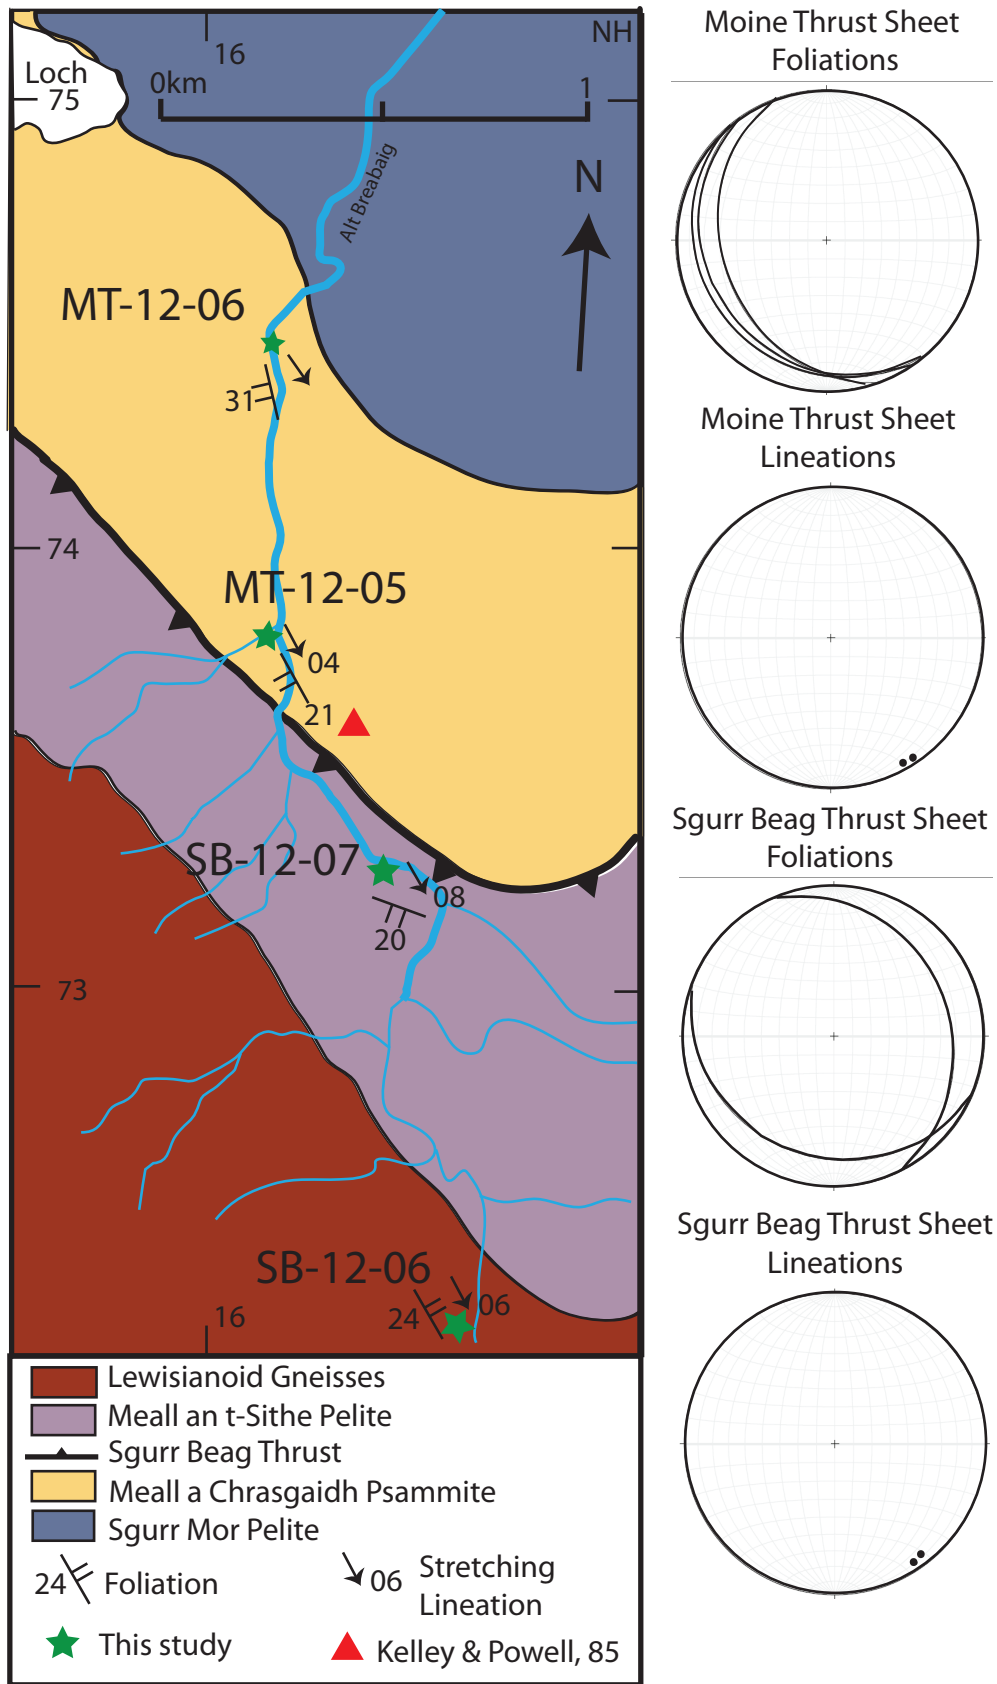 NH
16
Loch
75
0km
1
Alt Breabaig
N
MT-12-06
31
74
MT-12-05
04
21
SB-12-07
08
20
73
SB-12-06
06
24
16
Lewisianoid Gneisses
Meall an t-Sithe Pelite
Sgurr Beag Thrust
Meall a Chrasgaidh Psammite
Sgurr Mor Pelite
24
Foliation
06
Stretching
Lineation
This study
Kelley & Powell, 85
Moine Thrust Sheet
Foliations
Moine Thrust Sheet
Lineations
Sgurr Beag Thrust Sheet
Foliations
Sgurr Beag Thrust Sheet
Lineations